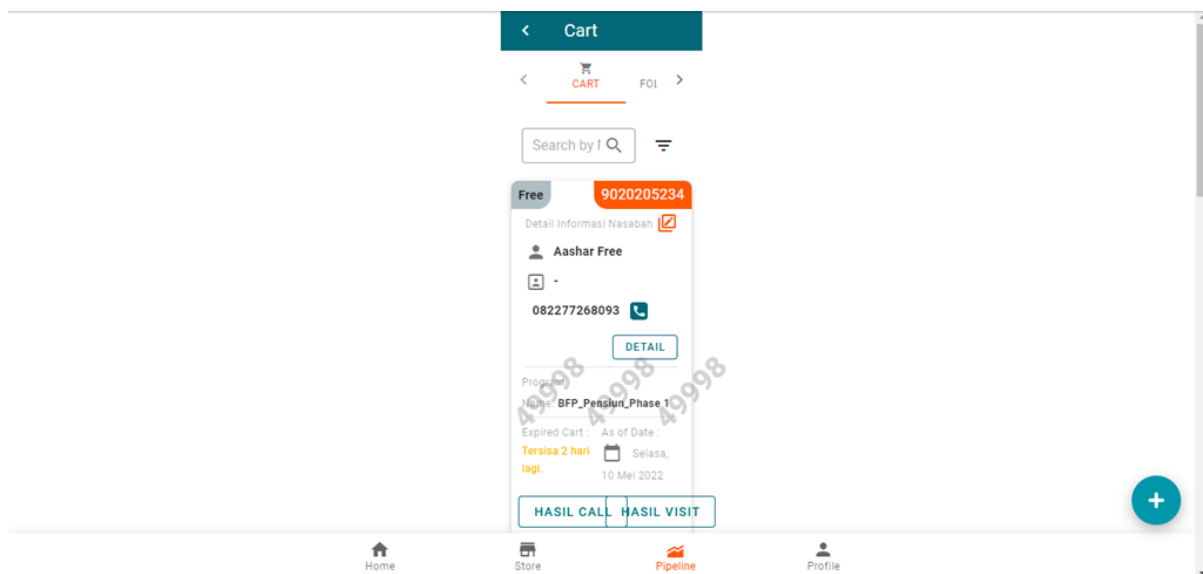 Cart
CART
FOL
Search by
Free
9020205234
Detail Informasi Nasabah
Aashar Free
-
082277268093
DETAIL
Program
Name: BFP_Pensiun_Phase 1
49998 49998 49998
Expired Cart : As of Date :
Tersisa 2 hari Selasa,
lagi. 10 Mei 2022
HASIL CALL HASIL VISIT
Home Store Pipeline Profile